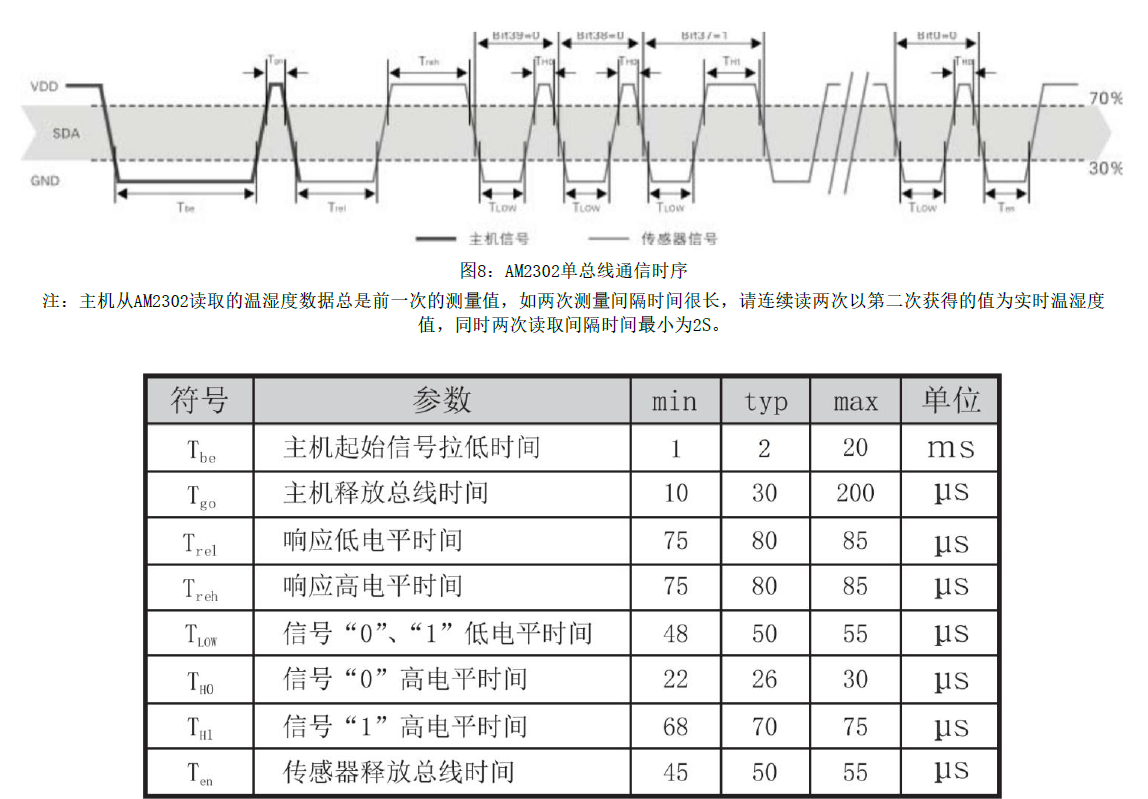 Bit39=0 Bit38=0 Bit37=1 Bit0=0
Tgo Treh TH0 TH0 TH1 TH0
VDD
70%
SDA
30%
GND
Tbe Trel TLOW TLOW TLOW TLOW Ten
主机信号 传感器信号
图8：AM2302单总线通信时序
注：主机从AM2302读取的温湿度数据总是前一次的测量值，如两次测量间隔时间很长，请连续读两次以第二次获得的值为实时温湿度
值，同时两次读取间隔时间最小为2S。
符号 参数 min typ max 单位
Tbe 主机起始信号拉低时间 1 2 20 mS
Tgo 主机释放总线时间 10 30 200 µS
Trel 响应低电平时间 75 80 85 µS
Treh 响应高电平时间 75 80 85 µS
TLOW 信号“0”、“1”低电平时间 48 50 55 µS
TH0 信号“0”高电平时间 22 26 30 µS
TH1 信号“1”高电平时间 68 70 75 µS
Ten 传感器释放总线时间 45 50 55 µS